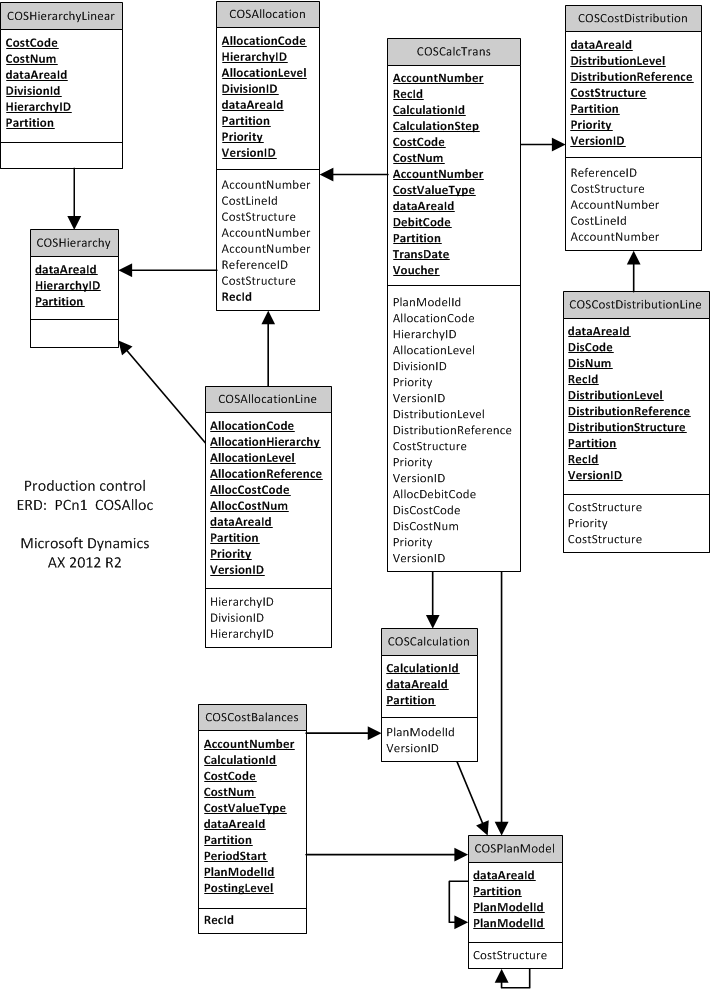 COSHierarchyLinear
CostCode
CostNum
dataAreaId
DivisionId
HierarchyID
Partition
COSAllocation
AllocationCode
HierarchyID
AllocationLevel
DivisionID
dataAreaId
Partition
Priority
VersionID
AccountNumber
CostLineId
CostStructure
AccountNumber
AccountNumber
ReferenceID
CostStructure
RecId
COSCalcTrans
AccountNumber
RecId
CalculationId
CalculationStep
CostCode
CostNum
AccountNumber
CostValueType
dataAreaId
DebitCode
Partition
TransDate
Voucher
PlanModelId
AllocationCode
HierarchyID
AllocationLevel
DivisionID
Priority
VersionID
DistributionLevel
DistributionReference
CostStructure
Priority
VersionID
AllocDebitCode
DisCostCode
DisCostNum
Priority
VersionID
COSCostDistribution
dataAreaId
DistributionLevel
DistributionReference
CostStructure
Partition
Priority
VersionID
ReferenceID
CostStructure
AccountNumber
CostLineId
AccountNumber
COSHierarchy
dataAreaId
HierarchyID
Partition
COSCostDistributionLine
dataAreaId
DisCode
DisNum
RecId
DistributionLevel
DistributionReference
DistributionStructure
Partition
RecId
VersionID
CostStructure
Priority
CostStructure
COSAllocationLine
AllocationCode
AllocationHierarchy
AllocationLevel
AllocationReference
AllocCostCode
AllocCostNum
dataAreaId
Partition
Priority
VersionID
HierarchyID
DivisionID
HierarchyID
Production control
ERD: PCn1 COSAlloc
Microsoft Dynamics
AX 2012 R2
COSCalculation
CalculationId
dataAreaId
Partition
PlanModelId
VersionID
COSCostBalances
AccountNumber
CalculationId
CostCode
CostNum
CostValueType
dataAreaId
Partition
PeriodStart
PlanModelId
PostingLevel
RecId
COSPlanModel
dataAreaId
Partition
PlanModelId
PlanModelId
CostStructure